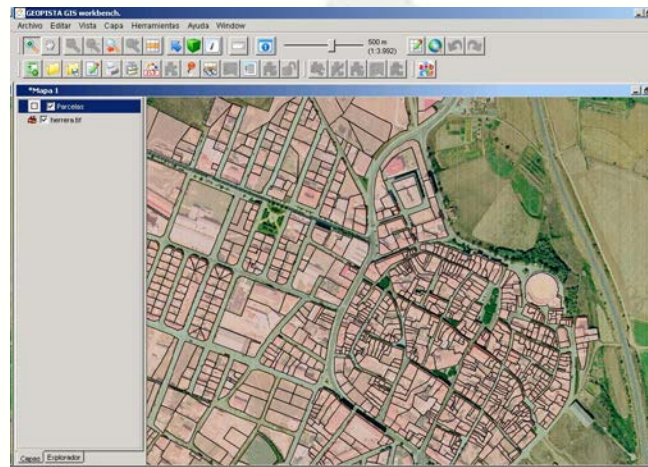 GEOPISTA GIS workbench.
Archivo Editar Vista Capa Herramientas Ayuda Window
500 m
(1:3.992)
*Mapa 1
Parcelas
herrera.tif
Capas Explorador